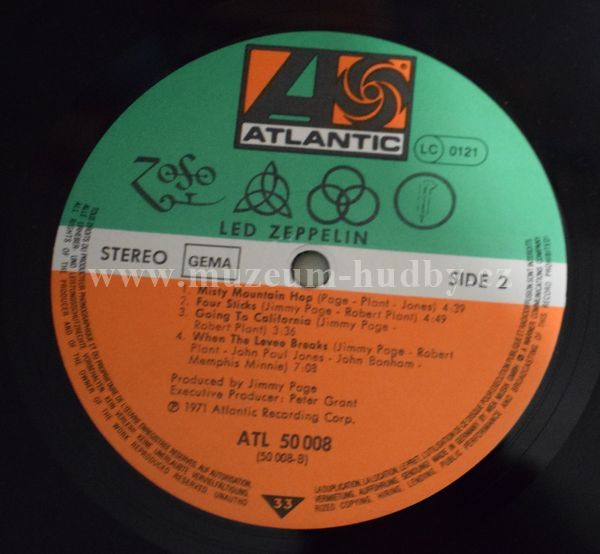 ATLANTIC
LC 0121
ZoSo
LED ZEPPELIN
STEREO GEMA SIDE 2
www.muzeum-hudby.cz
1. Misty Mountain Hop (Page - Plant - Jones) 4:39
2. Four Sticks (Jimmy Page - Robert Plant) 4:49
3. Going To California (Jimmy Page -
Robert Plant) 3:36
4. When The Levee Breaks (Jimmy Page - Robert
Plant - John Paul Jones - John Bonham -
Memphis Minnie) 7:08
Produced by Jimmy Page
Executive Producer: Peter Grant
℗ 1971 Atlantic Recording Corp.
ATL 50 008
(50 008-B)
33